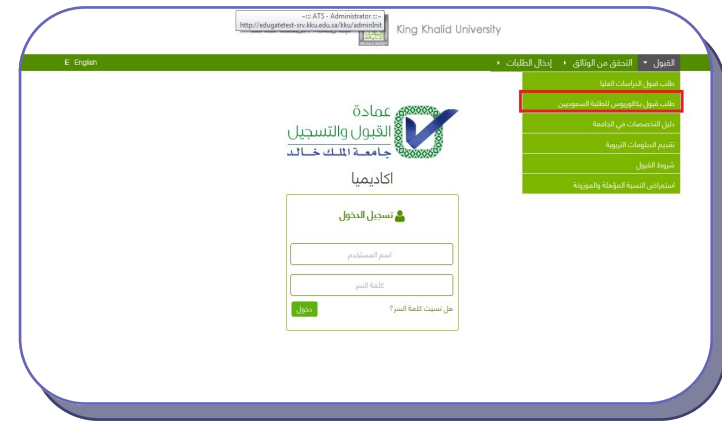 ~::: ATS - Administrator :::~
http://edugatetest-srv.kku.edu.sa/kku/adminInit
King Khalid University
القبول
التحقق من الوثائق
إدخال الطلبات
E English
طلب قبول الدراسات العليا
طلب قبول بكالوريوس للطلبة السعوديين
دليل التخصصات في الجامعة
تقديم الدبلومات التربوية
شروط القبول
استعراض النسبة المؤهلة والموزونة
عمادة
القبول والتسجيل
جامعة الملك خالد
اكاديميا
تسجيل الدخول
اسم المستخدم
كلمة السر
هل نسيت كلمة السر؟
دخول